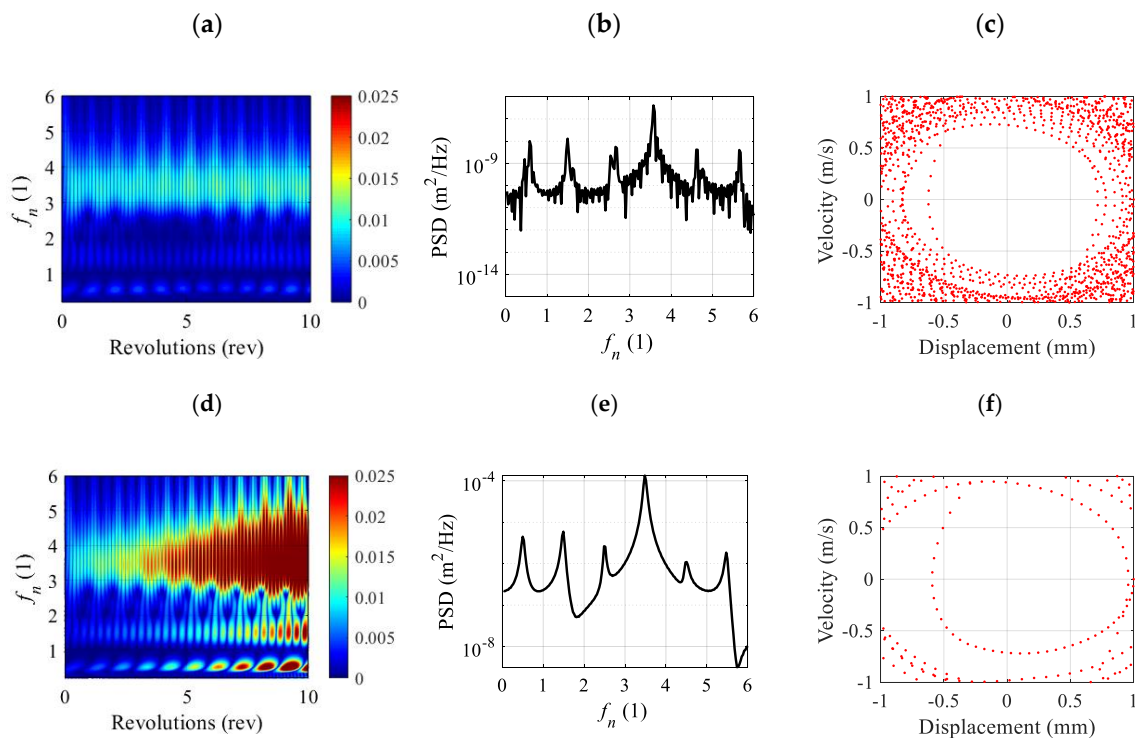 (a)
(b)
(c)
6
5
4
3
2
1
0
5
10
f_n (1)
Revolutions (rev)
0.025
0.02
0.015
0.01
0.005
0
10^-9
10^-14
PSD (m^2/Hz)
0 1 2 3 4 5 6
f_n (1)
1
0.5
0
-0.5
-1
Velocity (m/s)
-1 -0.5 0 0.5 1
Displacement (mm)
(d)
(e)
(f)
6
5
4
3
2
1
0
5
10
f_n (1)
Revolutions (rev)
0.025
0.02
0.015
0.01
0.005
0
10^-4
10^-8
PSD (m^2/Hz)
0 1 2 3 4 5 6
f_n (1)
1
0.5
0
-0.5
-1
Velocity (m/s)
-1 -0.5 0 0.5 1
Displacement (mm)